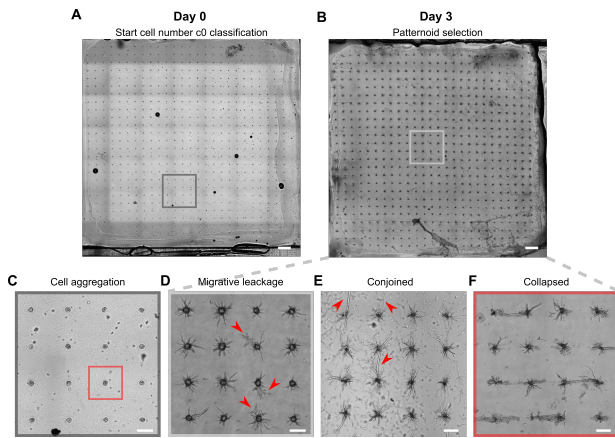 A
Day 0
Start cell number c0 classification
B
Day 3
Patternoid selection
C
Cell aggregation
D
Migrative leackage
E
Conjoined
F
Collapsed